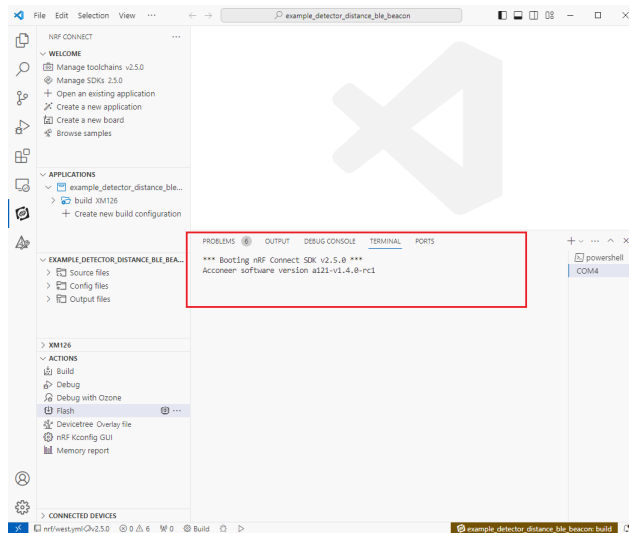 File Edit Selection View ···
example_detector_distance_ble_beacon
NRF CONNECT ···
WELCOME
Manage toolchains v2.5.0
Manage SDKs 2.5.0
Open an existing application
Create a new application
Create a new board
Browse samples
APPLICATIONS
example_detector_distance_ble...
build XM126
Create new build configuration
EXAMPLE_DETECTOR_DISTANCE_BLE_BEA...
Source files
Config files
Output files
XM126
ACTIONS
Build
Debug
Debug with Ozone
Flash ···
Devicetree Overlay file
nRF Kconfig GUI
Memory report
CONNECTED DEVICES
PROBLEMS 6 OUTPUT DEBUG CONSOLE TERMINAL PORTS
*** Booting nRF Connect SDK v2.5.0 ***
Acconeer software version a121-v1.4.0-rc1
powershell
COM4
nrf/west.yml v2.5.0 0 6 0 Build example_detector_distance_ble_beacon: build